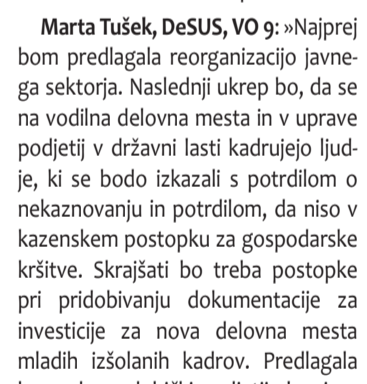 Marta Tušek, DeSUS, VO 9: »Najprej
bom predlagala reorganizacijo javne-
ga sektorja. Naslednji ukrep bo, da se
na vodilna delovna mesta in v uprave
podjetij v državni lasti kadrujejo ljud-
je, ki se bodo izkazali s potrdilom o
nekaznovanju in potrdilom, da niso v
kazenskem postopku za gospodarske
kršitve. Skrajšati bo treba postopke
pri pridobivanju dokumentacije za
investicije za nova delovna mesta
mladih izšolanih kadrov. Predlagala